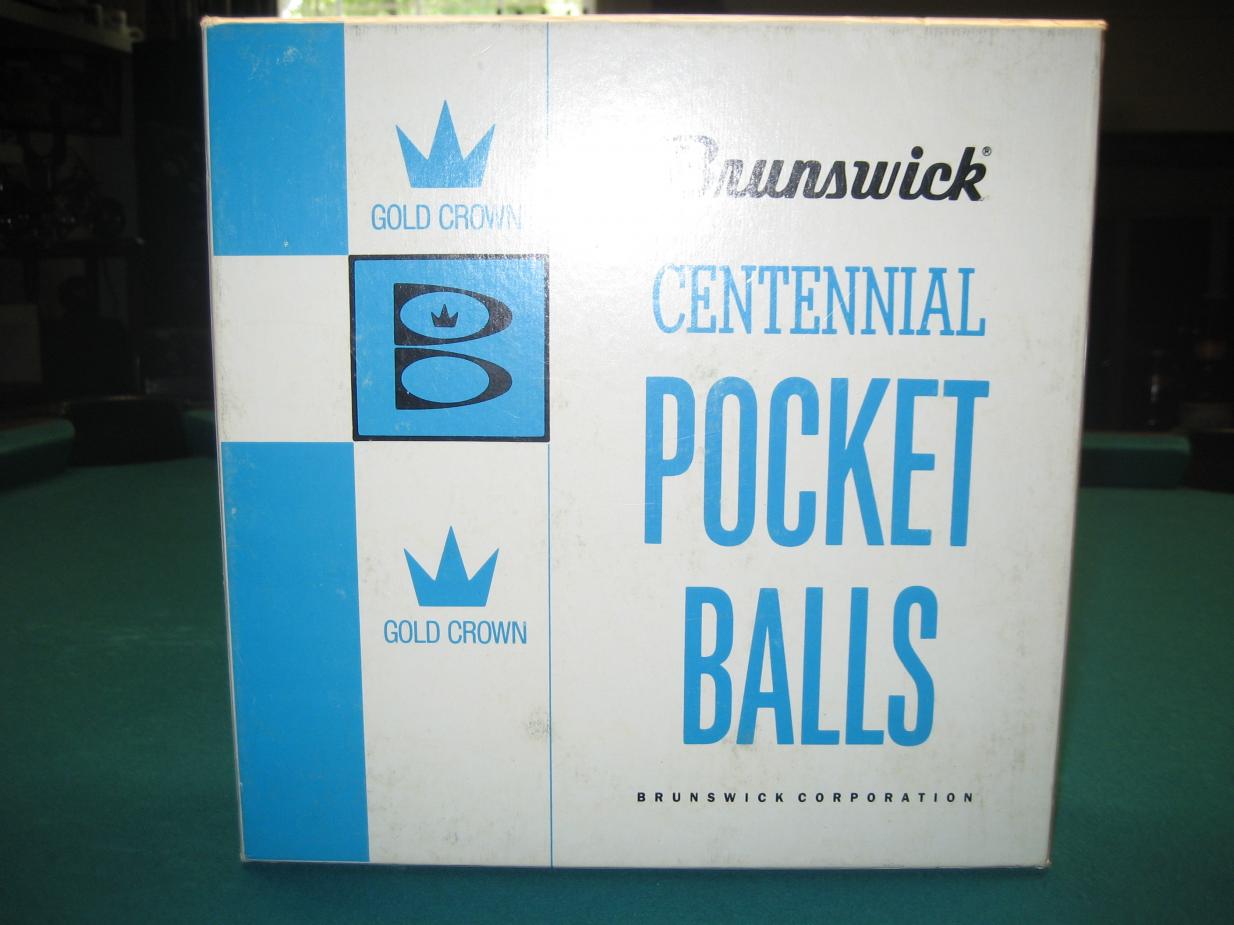 GOLD CROWN
B
GOLD CROWN
Brunswick®
CENTENNIAL
POCKET
BALLS
BRUNSWICK CORPORATION